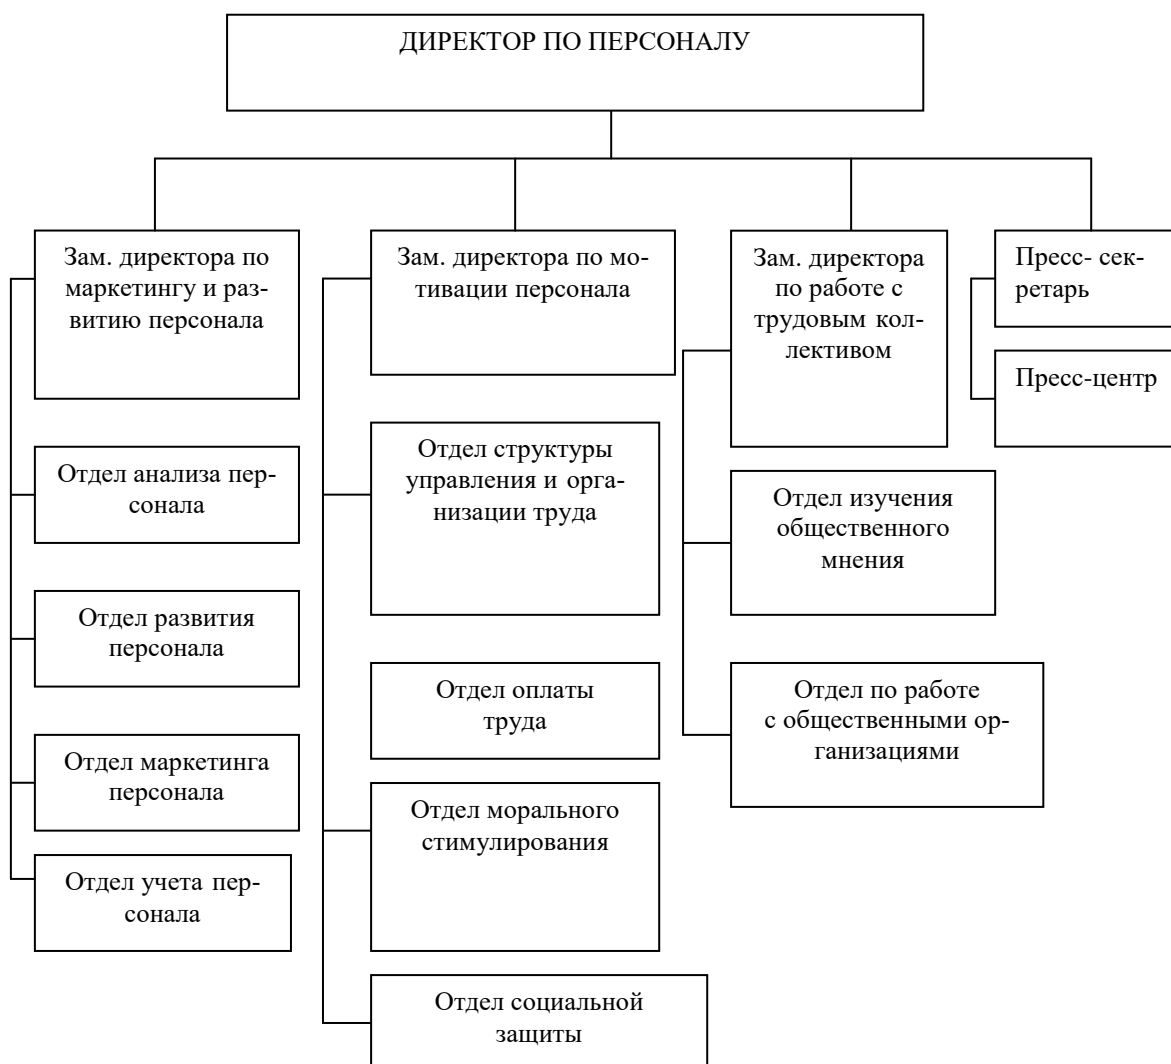 ДИРЕКТОР ПО ПЕРСОНАЛУ
Зам. директора по
маркетингу и раз-
витию персонала
Отдел анализа пер-
сонала
Отдел развития
персонала
Отдел маркетинга
персонала
Отдел учета пер-
сонала
Зам. директора по мо-
тивации персонала
Отдел структуры
управления и орга-
низации труда
Отдел оплаты
труда
Отдел морального
стимулирования
Отдел социальной
защиты
Зам. директора
по работе с
трудовым кол-
лективом
Отдел изучения
общественного
мнения
Отдел по работе
с общественными ор-
ганизациями
Пресс- сек-
ретарь
Пресс-центр